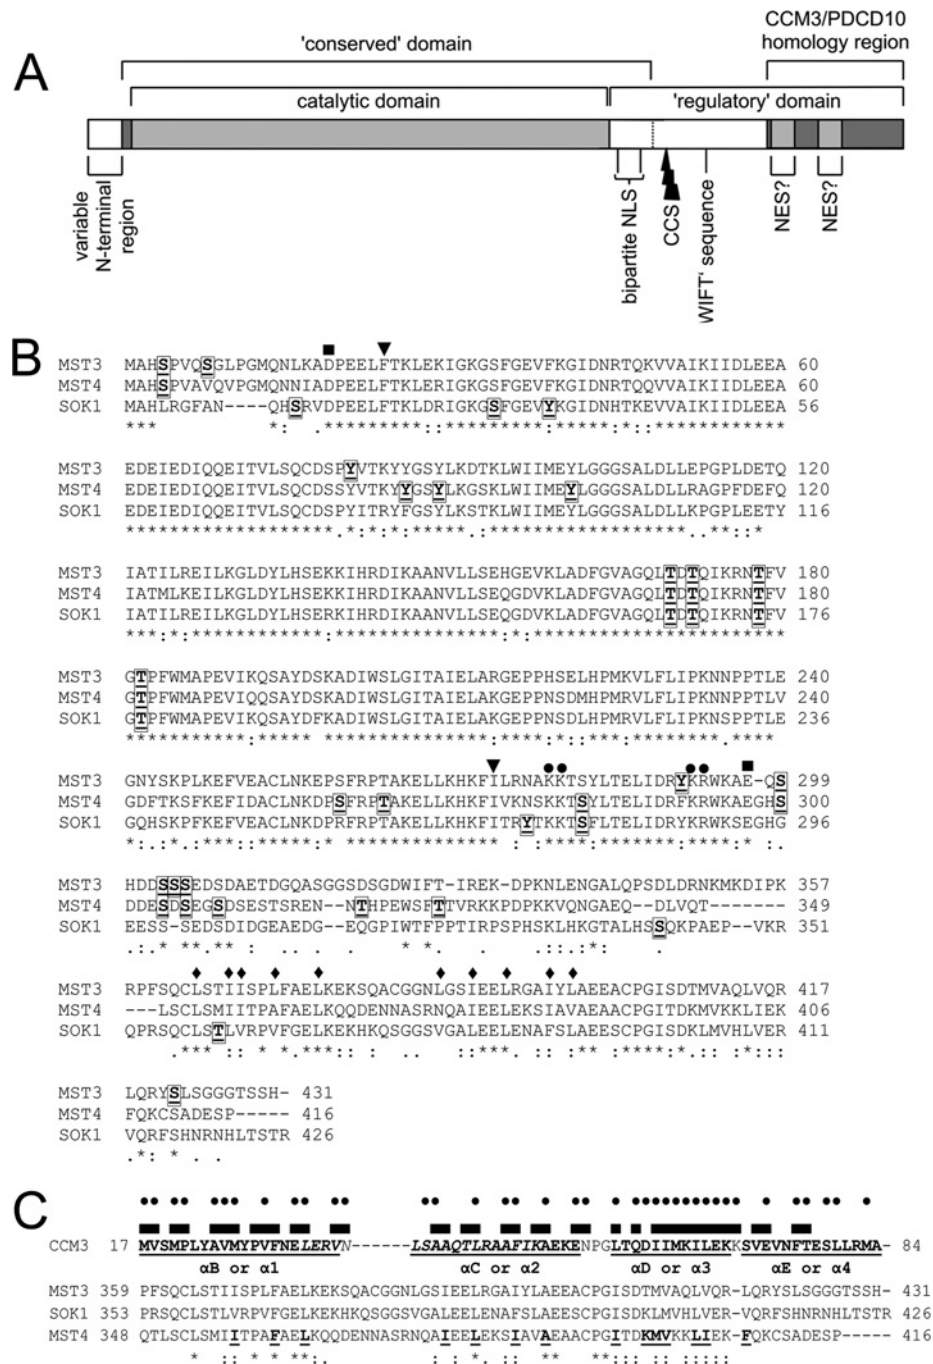 A
CCM3/PDCD10
homology region
'conserved' domain
catalytic domain
'regulatory' domain
variable
N-terminal
region
bipartite NLS
CCS
'WIFT' sequence
NES?
NES?
B
MST3 MAHSPVQSGLPGMQNLKADPEELFTKLEKIGKGSFGEVFKGIDNRTQKVVAIKIIDLEEA 60
MST4 MAHSPVAVQVPGMQNNIADPEELFTKLERIGKGSFGEVFKGIDNRTQQVVAIKIIDLEEA 60
SOK1 MAHLRGFAN----QHSRVDPEELFTKLDRIGKGSFGEVYKGIDNHTKEVVAIKIIDLEEA 56
MST3 EDEIEDIQQEITVLSQCDSPYVTKYYGSYLKDTKLWIIMEYLGGGSALDLLEPGPLDETQ 120
MST4 EDEIEDIQQEITVLSQCDSSYVTKYYGSYLKGSKLWIIMEYLGGGSALDLLRAGPFDEFQ 120
SOK1 EDEIEDIQQEITVLSQCDSPYITRYFGSYLKSTKLWIIMEYLGGGSALDLLKPGPLEETY 116
MST3 IATILREILKGLDYLHSEKKIHRDIKAANVLLSEHGEVKLADFGVAGQLTDTQIKRNTFV 180
MST4 IATMLKEILKGLDYLHSEKKIHRDIKAANVLLSEQGDVKLADFGVAGQLTDTQIKRNTFV 180
SOK1 IATILREILKGLDYLHSERKIHRDIKAANVLLSEQGDVKLADFGVAGQLTDTQIKRNTFV 176
MST3 GTPFWMAPEVIKQSAYDSKADIWSLGITAIELARGEPPHSELHPMKVLFLIPKNNPPTLE 240
MST4 GTPFWMAPEVIQQSAYDSKADIWSLGITAIELAKGEPPNSDMHPMRVLFLIPKNNPPTLV 240
SOK1 GTPFWMAPEVIKQSAYDFKADIWSLGITAIELAKGEPPNSDLHPMRVLFLIPKNSPPTLE 236
MST3 GNYSKPLKEFVEACLNKEPSFRPTAKELLKHKFILRNAKKTSYLTELIDRYKRWKAE-QS 299
MST4 GDFTKSFKEFIDACLNKDPSFRPTAKELLKHKFIVKNSKKTSYLTELIDRFKRWKAEGHS 300
SOK1 GQHSKPFKEFVEACLNKDPRFRPTAKELLKHKFITRYTKKTSFLTELIDRYKRWKSEGHG 296
MST3 HDDSSSEDSDAETDGQASGGSDSGDWIFT-IREK-DPKNLENGALQPSDLDRNKMKDIPK 357
MST4 DDESDSEGSDSESTSREN--NTHPEWSFTTVRKKPDPKKVQNGAEQ--DLVQT------- 349
SOK1 EESSS-SEDSDIDGEAEDG--EQGPIWTFPPTIRPSPHSKLHKGTALHSSQKPAEP--VKR 351
MST3 RPFSQCLSTIISPLFAELKEKSQACGGNLGSIEELRGAIYLAEEACPGISDTMVAQLVQR 417
MST4 ---LSCLSMIITPAFAELKQQDENNASRNQAIEELEKSIAVAEAACPGITDKMVKKLIEK 406
SOK1 QPRSQCLSTLVRPVFGELKEKHKQSGGSVGALEELENAFSLAEESCPGISDKLMVHLVER 411
MST3 LQRYSLSGGGTSSH- 431
MST4 FQKCSADESP----- 416
SOK1 VQRFSHNRNHLTSTR 426
C
CCM3 17 MVSMPLYAVMYPVFNELERVN------LSAAQTLRAAFIKAEKENPGLTQDIIMKILEKKSVEVNFTESLLRMA- 84
αB or α1 αC or α2 αD or α3 αE or α4
MST3 359 PFSQCLSTIISPLFAELKEKSQACGGNLGSIEELRGAIYLAEEACPGISDTMVAQLVQR-LQRYSLSGGGTSSH- 431
SOK1 353 PRSQCLSTLVRPVFGELKEKHKQSGGSVGALEELENAFSLAEESCPGISDKLMVHLVER-VQRFSHNRNHLTSTR 426
MST4 348 QTLSCLSMIITPAFAELKQQDENNASRNQAIEELEKSIAVAEAACPGITDKMVKKLIEK-FQKCSADESP----- 416